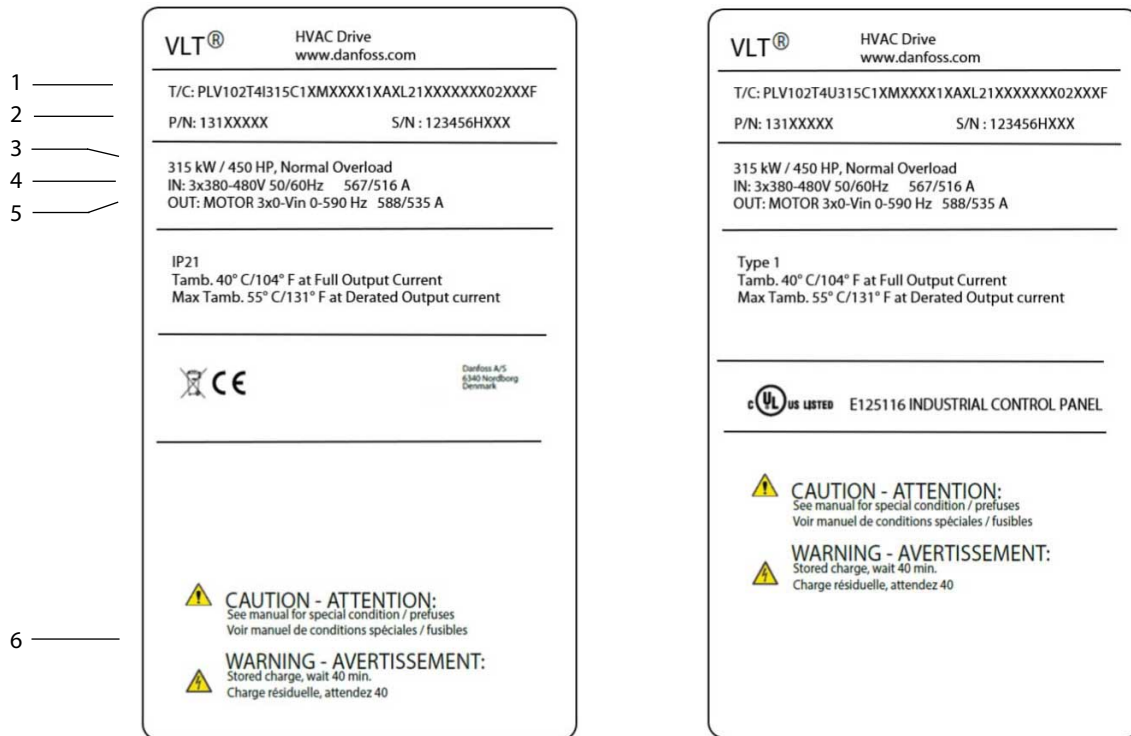 VLT® HVAC Drive
www.danfoss.com
1
T/C: PLV102T4I315C1XMXXXX1XAXL21XXXXXXX02XXXF
2
P/N: 131XXXXX S/N : 123456HXXX
3
315 kW / 450 HP, Normal Overload
4
IN: 3x380-480V 50/60Hz 567/516 A
5
OUT: MOTOR 3x0-Vin 0-590 Hz 588/535 A
IP21
Tamb. 40° C/104° F at Full Output Current
Max Tamb. 55° C/131° F at Derated Output current
CE
Danfoss A/S
6340 Nordborg
Denmark
CAUTION - ATTENTION:
See manual for special condition / prefuses
Voir manuel de conditions spéciales / fusibles
6
WARNING - AVERTISSEMENT:
Stored charge, wait 40 min.
Charge résiduelle, attendez 40
VLT® HVAC Drive
www.danfoss.com
T/C: PLV102T4U315C1XMXXXX1XAXL21XXXXXXX02XXXF
P/N: 131XXXXX S/N : 123456HXXX
315 kW / 450 HP, Normal Overload
IN: 3x380-480V 50/60Hz 567/516 A
OUT: MOTOR 3x0-Vin 0-590 Hz 588/535 A
Type 1
Tamb. 40° C/104° F at Full Output Current
Max Tamb. 55° C/131° F at Derated Output current
c UL US LISTED E125116 INDUSTRIAL CONTROL PANEL
CAUTION - ATTENTION:
See manual for special condition / prefuses
Voir manuel de conditions spéciales / fusibles
WARNING - AVERTISSEMENT:
Stored charge, wait 40 min.
Charge résiduelle, attendez 40